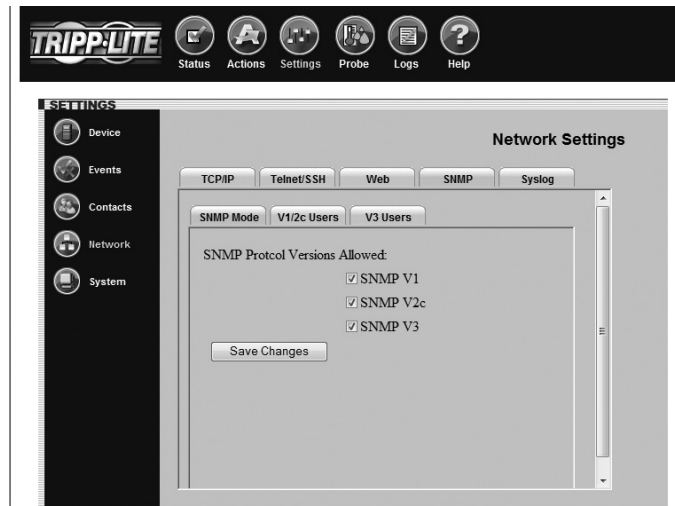 TRIPP·LITE
Status Actions Settings Probe Logs Help
SETTINGS
Device
Events
Contacts
Network
System
Network Settings
TCP/IP Telnet/SSH Web SNMP Syslog
SNMP Mode V1/2c Users V3 Users
SNMP Protcol Versions Allowed:
SNMP V1
SNMP V2c
SNMP V3
Save Changes